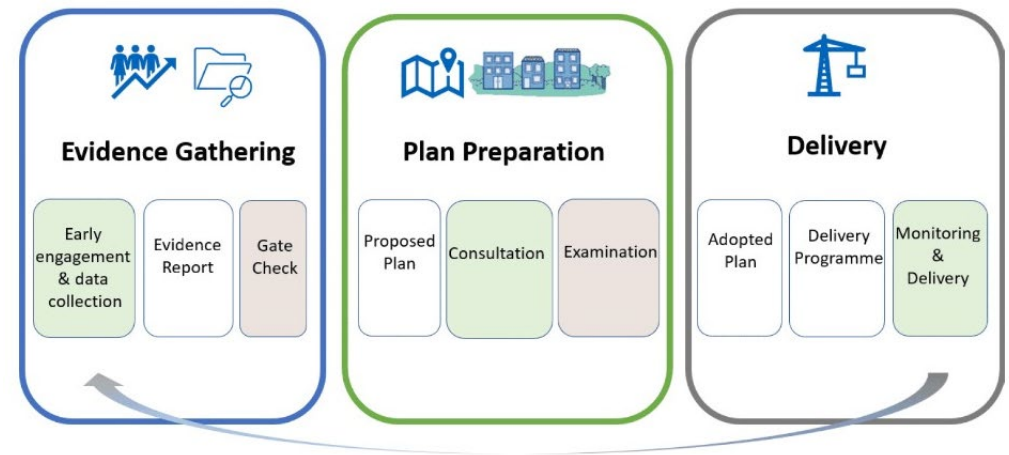 Evidence Gathering
Early
engagement
& data
collection
Evidence
Report
Gate
Check
Plan Preparation
Proposed
Plan
Consultation
Examination
Delivery
Adopted
Plan
Delivery
Programme
Monitoring
&
Delivery